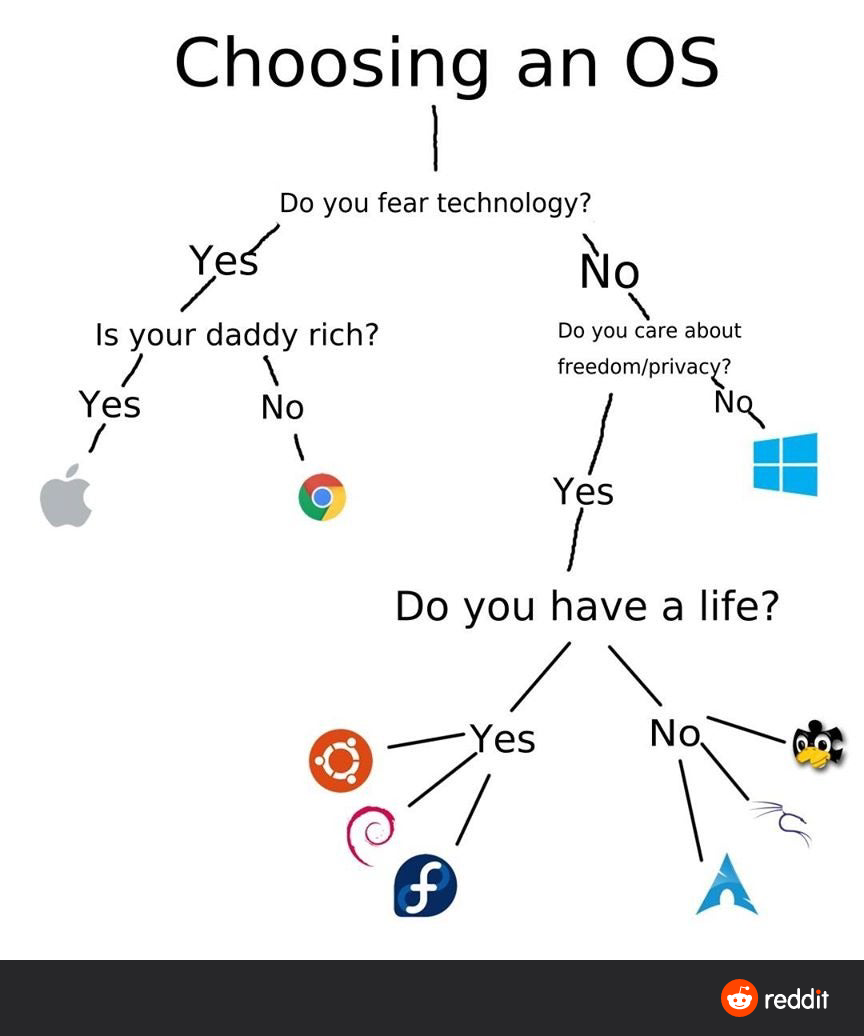 Choosing an OS
Do you fear technology?
Yes
No
Is your daddy rich?
Do you care about
freedom/privacy?
Yes
No
No
Yes
Do you have a life?
Yes
No
reddit